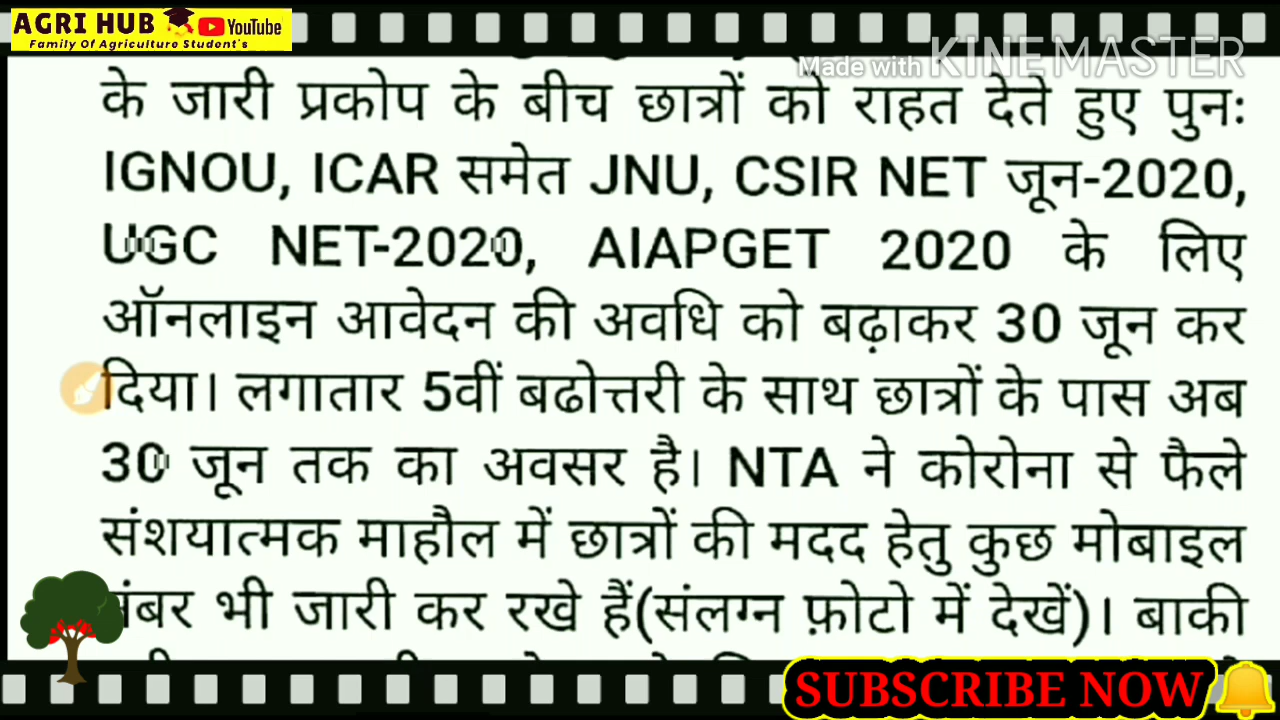 AGRI HUB YouTube
Family Of Agriculture Student's
Made with KINEMASTER
के जारी प्रकोप के बीच छात्रों को राहत देते हुए पुनः
IGNOU, ICAR समेत JNU, CSIR NET जून-2020,
UGC NET-2020, AIAPGET 2020 के लिए
ऑनलाइन आवेदन की अवधि को बढ़ाकर 30 जून कर
दिया। लगातार 5वीं बढोत्तरी के साथ छात्रों के पास अब
30 जून तक का अवसर है। NTA ने कोरोना से फैले
संशयात्मक माहौल में छात्रों की मदद हेतु कुछ मोबाइल
नंबर भी जारी कर रखे हैं(संलग्न फ़ोटो में देखें)। बाकी
SUBSCRIBE NOW